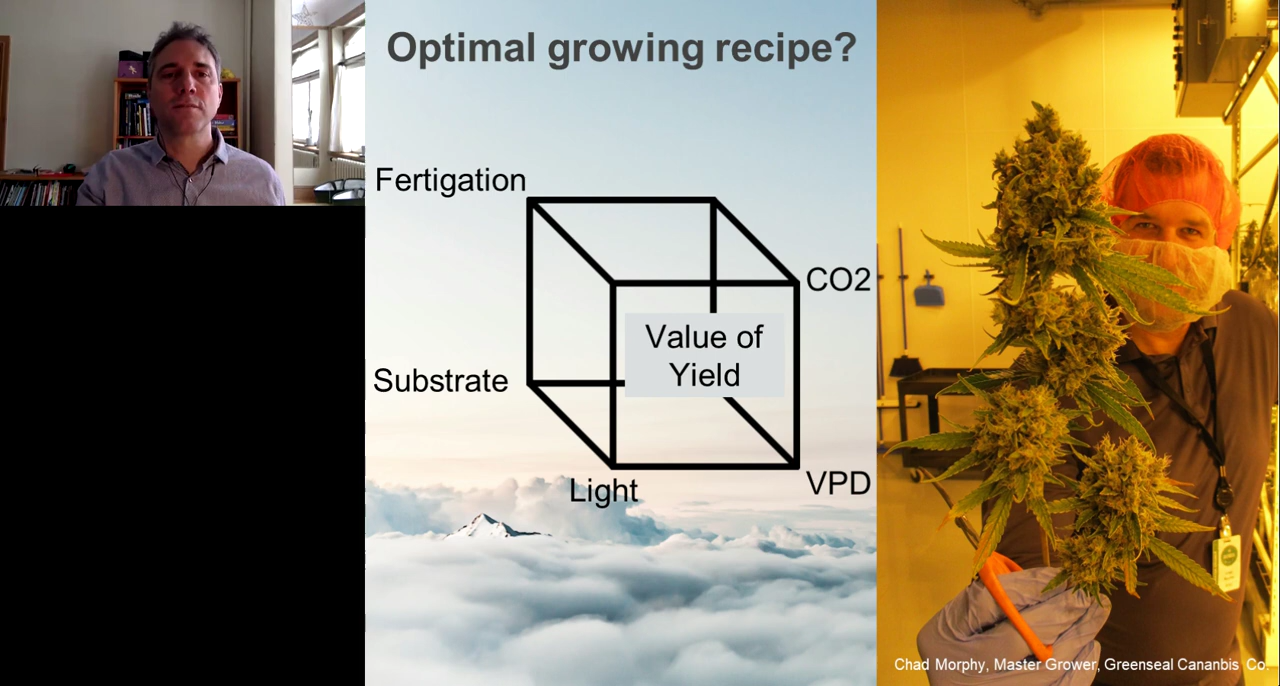 Optimal growing recipe?
Fertigation
CO2
Value of
Yield
Substrate
Light
VPD
Chad Morphy, Master Grower, Greenseal Cananbis Co.